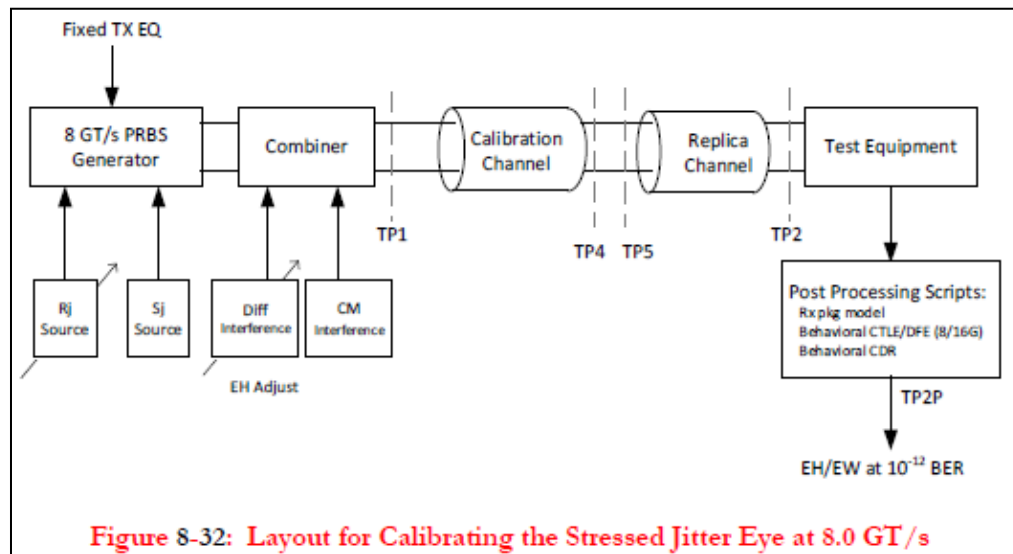 Fixed TX EQ
8 GT/s PRBS
Generator
Combiner
Calibration
Channel
Replica
Channel
Test Equipment
TP1
TP4
TP5
TP2
Rj
Source
Sj
Source
Diff
Interference
CM
Interference
EH Adjust
Post Processing Scripts:
Rx pkg model
Behavioral CTLE/DFE (8/16G)
Behavioral CDR
TP2P
EH/EW at 10⁻¹² BER
Figure 8-32: Layout for Calibrating the Stressed Jitter Eye at 8.0 GT/s